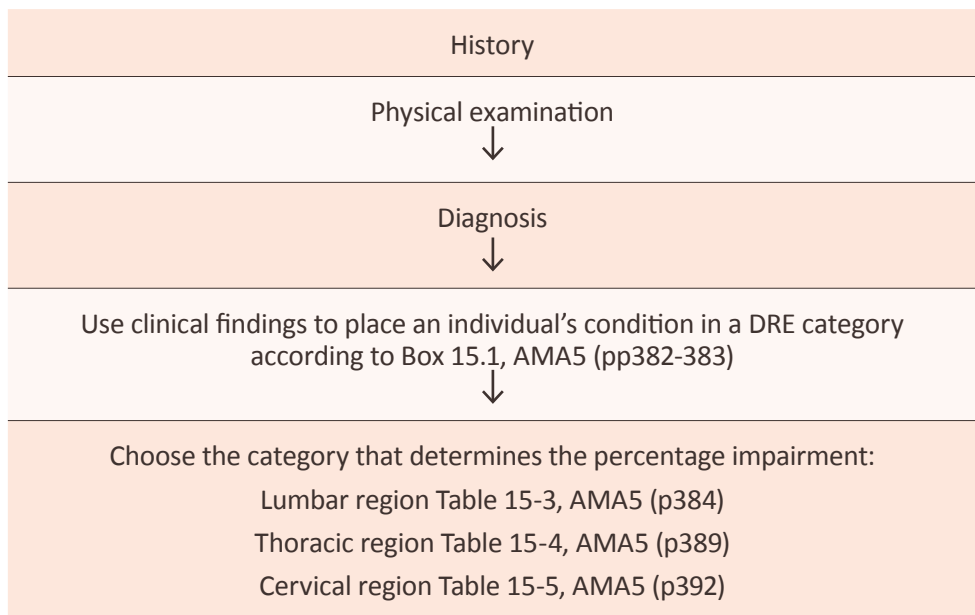 History
Physical examination
Diagnosis
Use clinical findings to place an individual’s condition in a DRE category
according to Box 15.1, AMA5 (pp382-383)
Choose the category that determines the percentage impairment:
Lumbar region Table 15-3, AMA5 (p384)
Thoracic region Table 15-4, AMA5 (p389)
Cervical region Table 15-5, AMA5 (p392)